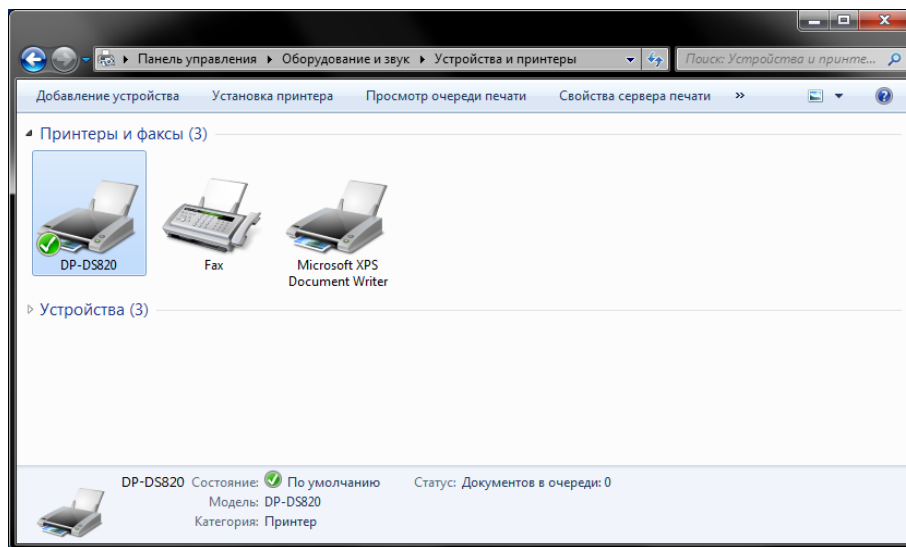 Панель управления Оборудование и звук Устройства и принтеры Поиск: Устройства и принте...
Добавление устройства Установка принтера Просмотр очереди печати Свойства сервера печати »
Принтеры и факсы (3)
DP-DS820 Fax Microsoft XPS
Document Writer
Устройства (3)
DP-DS820 Состояние: По умолчанию Статус: Документов в очереди: 0
Модель: DP-DS820
Категория: Принтер